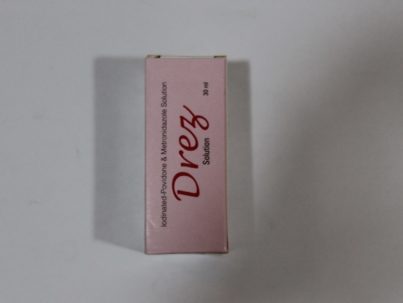 Iodinated-Povidone & Metronidazole Solution
Drez
Solution
30 ml